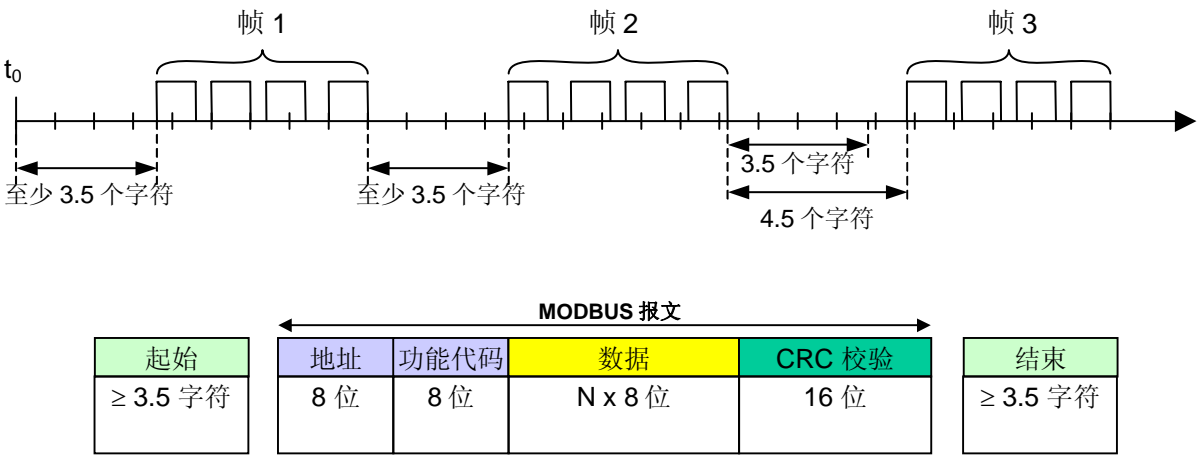 帧 1 帧 2 帧 3
t0
3.5 个字符
至少 3.5 个字符 至少 3.5 个字符
4.5 个字符
MODBUS 报文
起始 地址 功能代码 数据 CRC 校验 结束
≥ 3.5 字符 8 位 8 位 N x 8 位 16 位 ≥ 3.5 字符